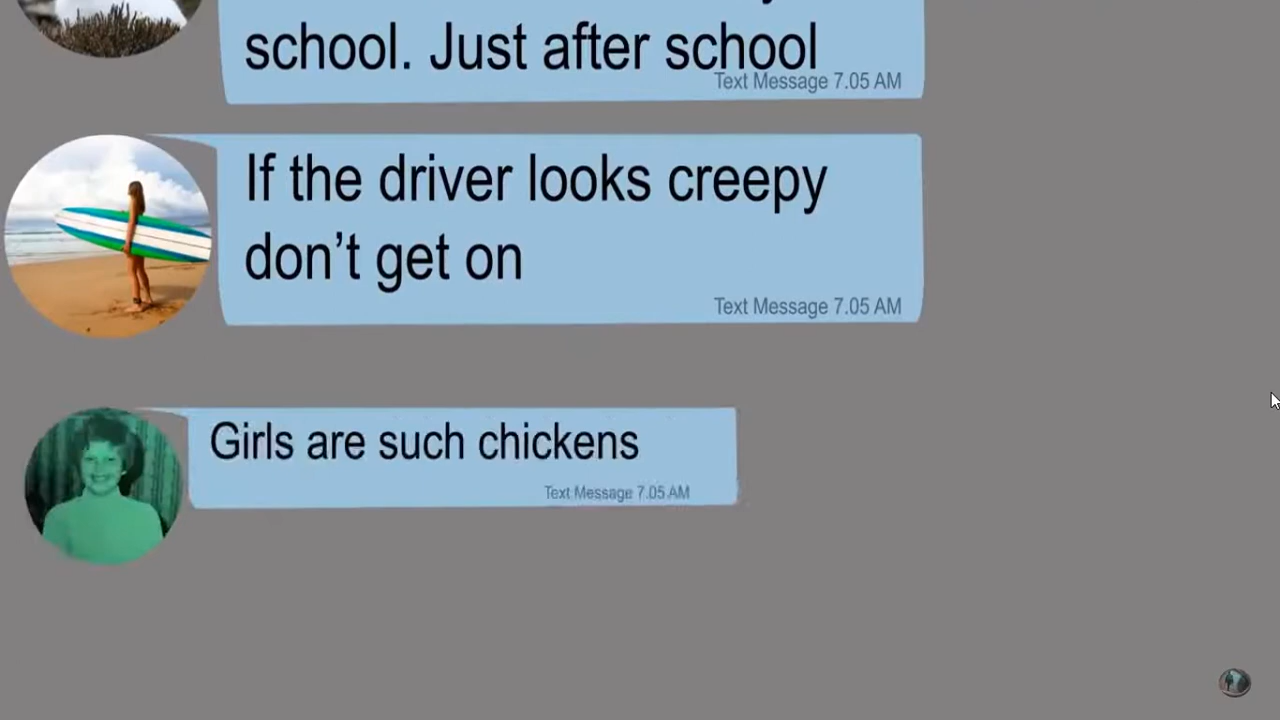 school. Just after school
Text Message 7.05 AM
If the driver looks creepy
don’t get on
Text Message 7.05 AM
Girls are such chickens
Text Message 7.05 AM